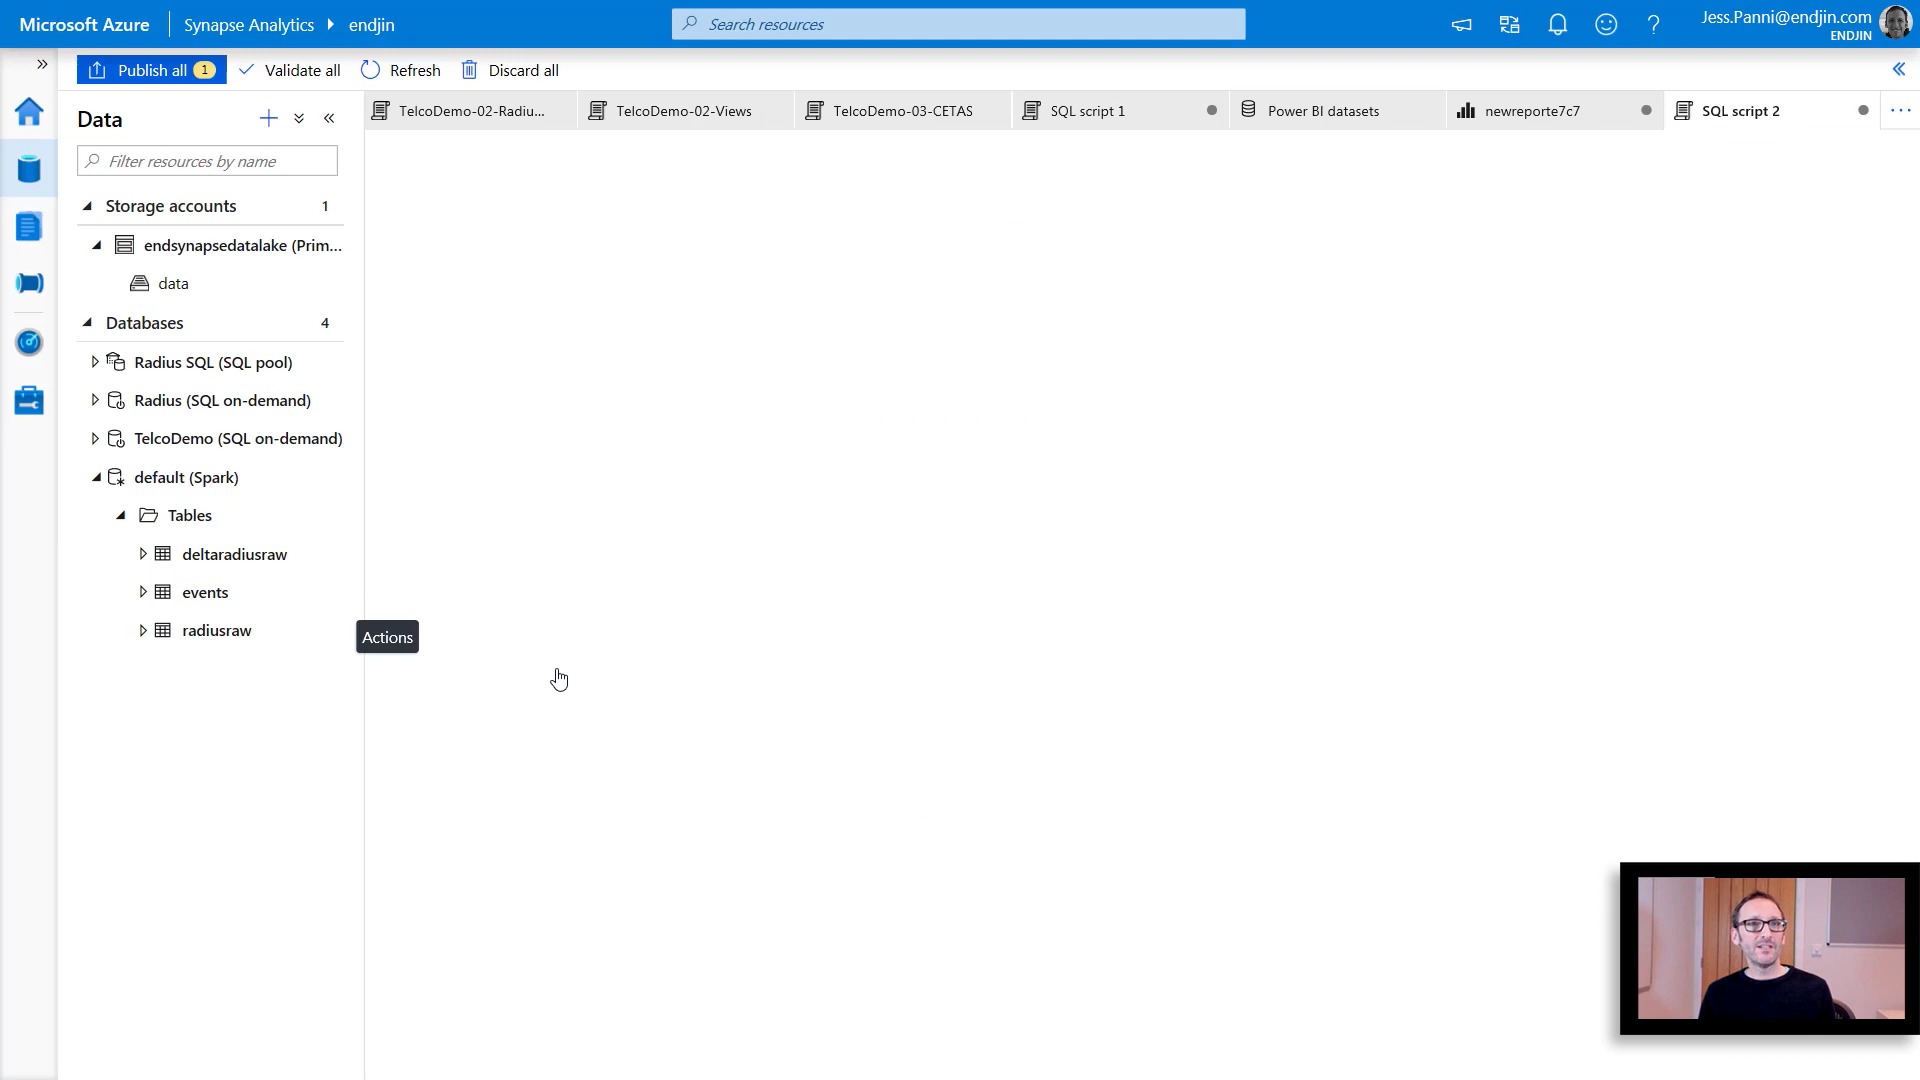 Microsoft Azure
Synapse Analytics
endjin
Search resources
?
Jess.Panni@endjin.com
ENDJIN
Publish all 1
Validate all
Refresh
Discard all
Data
TelcoDemo-02-Radiu...
TelcoDemo-02-Views
TelcoDemo-03-CETAS
SQL script 1
Power BI datasets
newreporte7c7
SQL script 2
Filter resources by name
Storage accounts 1
endsynapsedatalake (Prim...
data
Databases 4
Radius SQL (SQL pool)
Radius (SQL on-demand)
TelcoDemo (SQL on-demand)
default (Spark)
Tables
deltaradiusraw
events
radiusraw
Actions